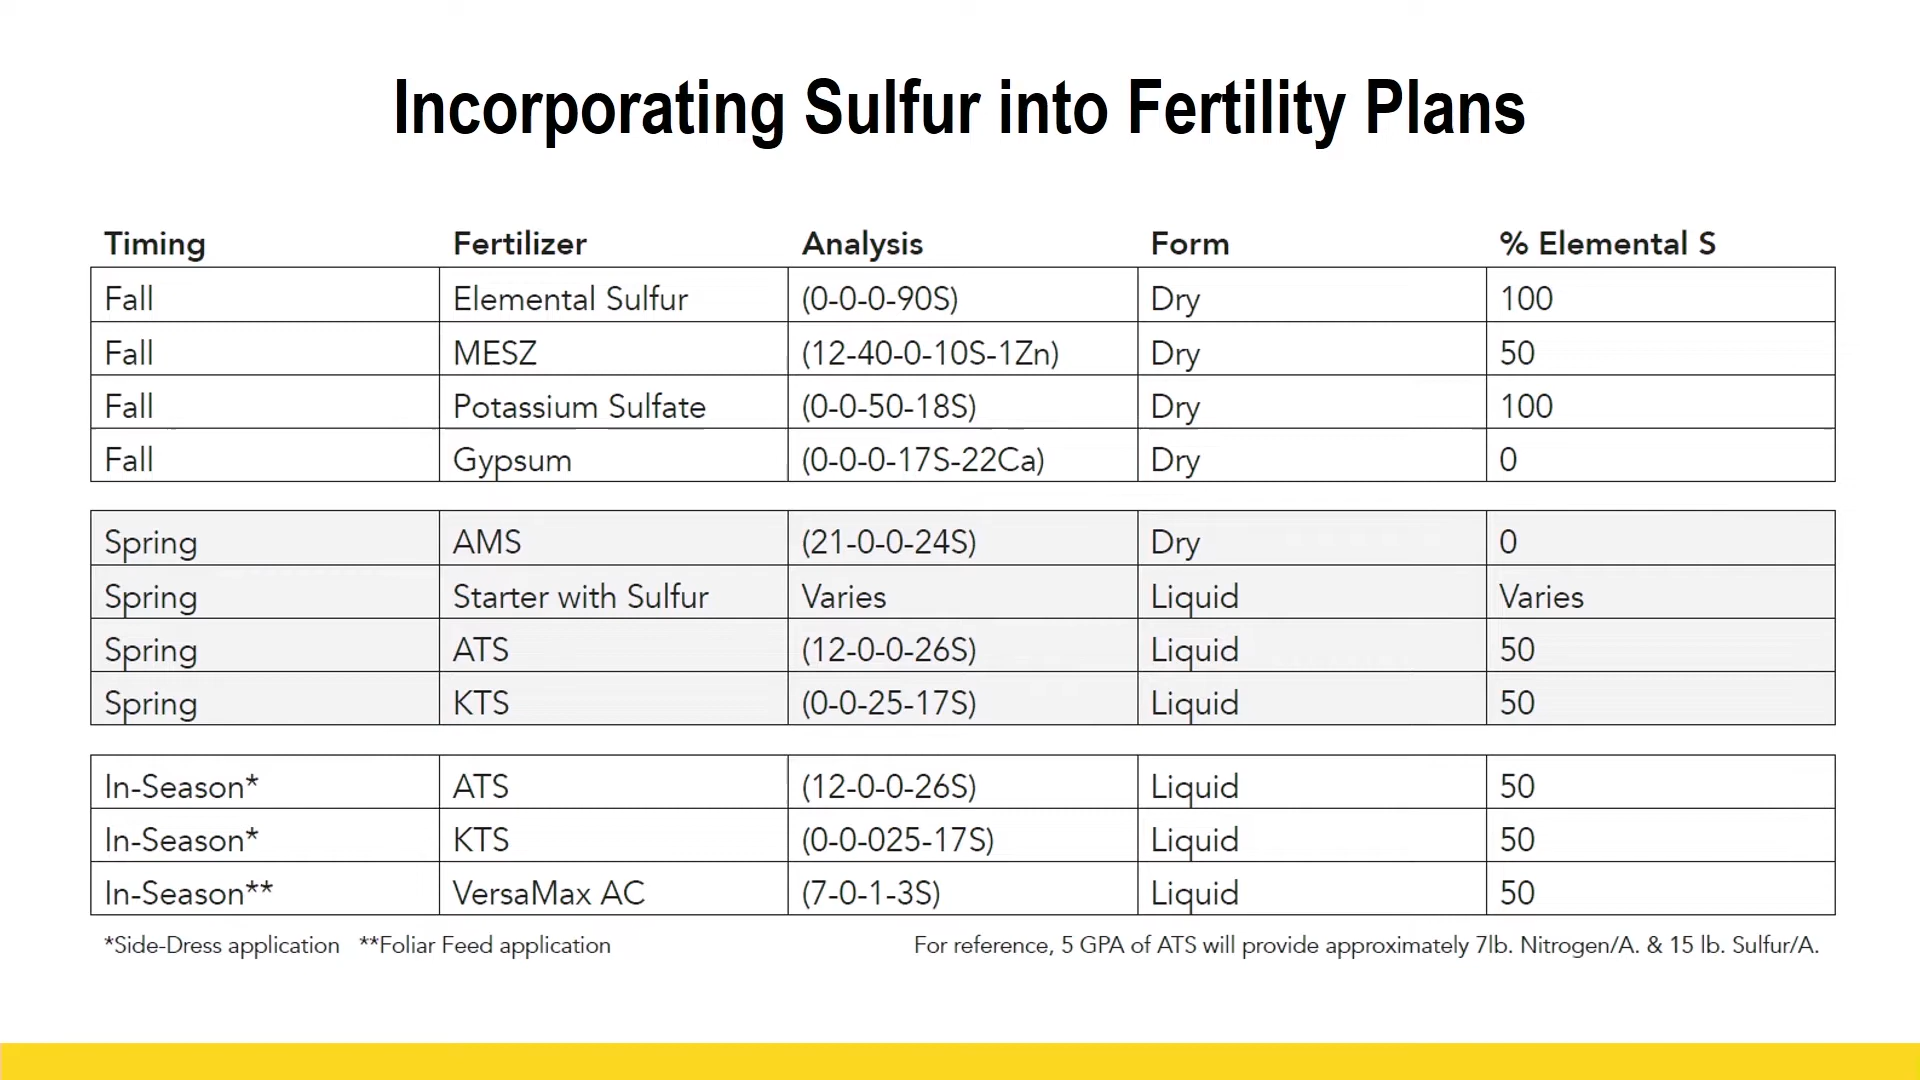 Incorporating Sulfur into Fertility Plans
Timing Fertilizer Analysis Form % Elemental S
Fall Elemental Sulfur (0-0-0-90S) Dry 100
Fall MESZ (12-40-0-10S-1Zn) Dry 50
Fall Potassium Sulfate (0-0-50-18S) Dry 100
Fall Gypsum (0-0-0-17S-22Ca) Dry 0
Spring AMS (21-0-0-24S) Dry 0
Spring Starter with Sulfur Varies Liquid Varies
Spring ATS (12-0-0-26S) Liquid 50
Spring KTS (0-0-25-17S) Liquid 50
In-Season* ATS (12-0-0-26S) Liquid 50
In-Season* KTS (0-0-025-17S) Liquid 50
In-Season** VersaMax AC (7-0-1-3S) Liquid 50
*Side-Dress application **Foliar Feed application For reference, 5 GPA of ATS will provide approximately 7lb. Nitrogen/A. & 15 lb. Sulfur/A.